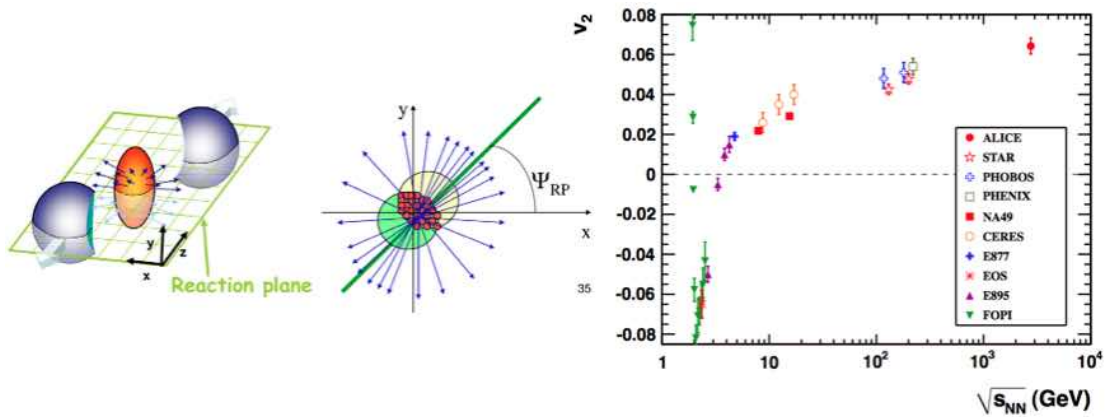 y
x
z
Reaction plane
y
Ψ_RP
x
35
v₂
0.08
0.06
0.04
0.02
0
-0.02
-0.04
-0.06
-0.08
1
10
10²
10³
10⁴
√s_NN (GeV)
ALICE
STAR
PHOBOS
PHENIX
NA49
CERES
E877
EOS
E895
FOPI